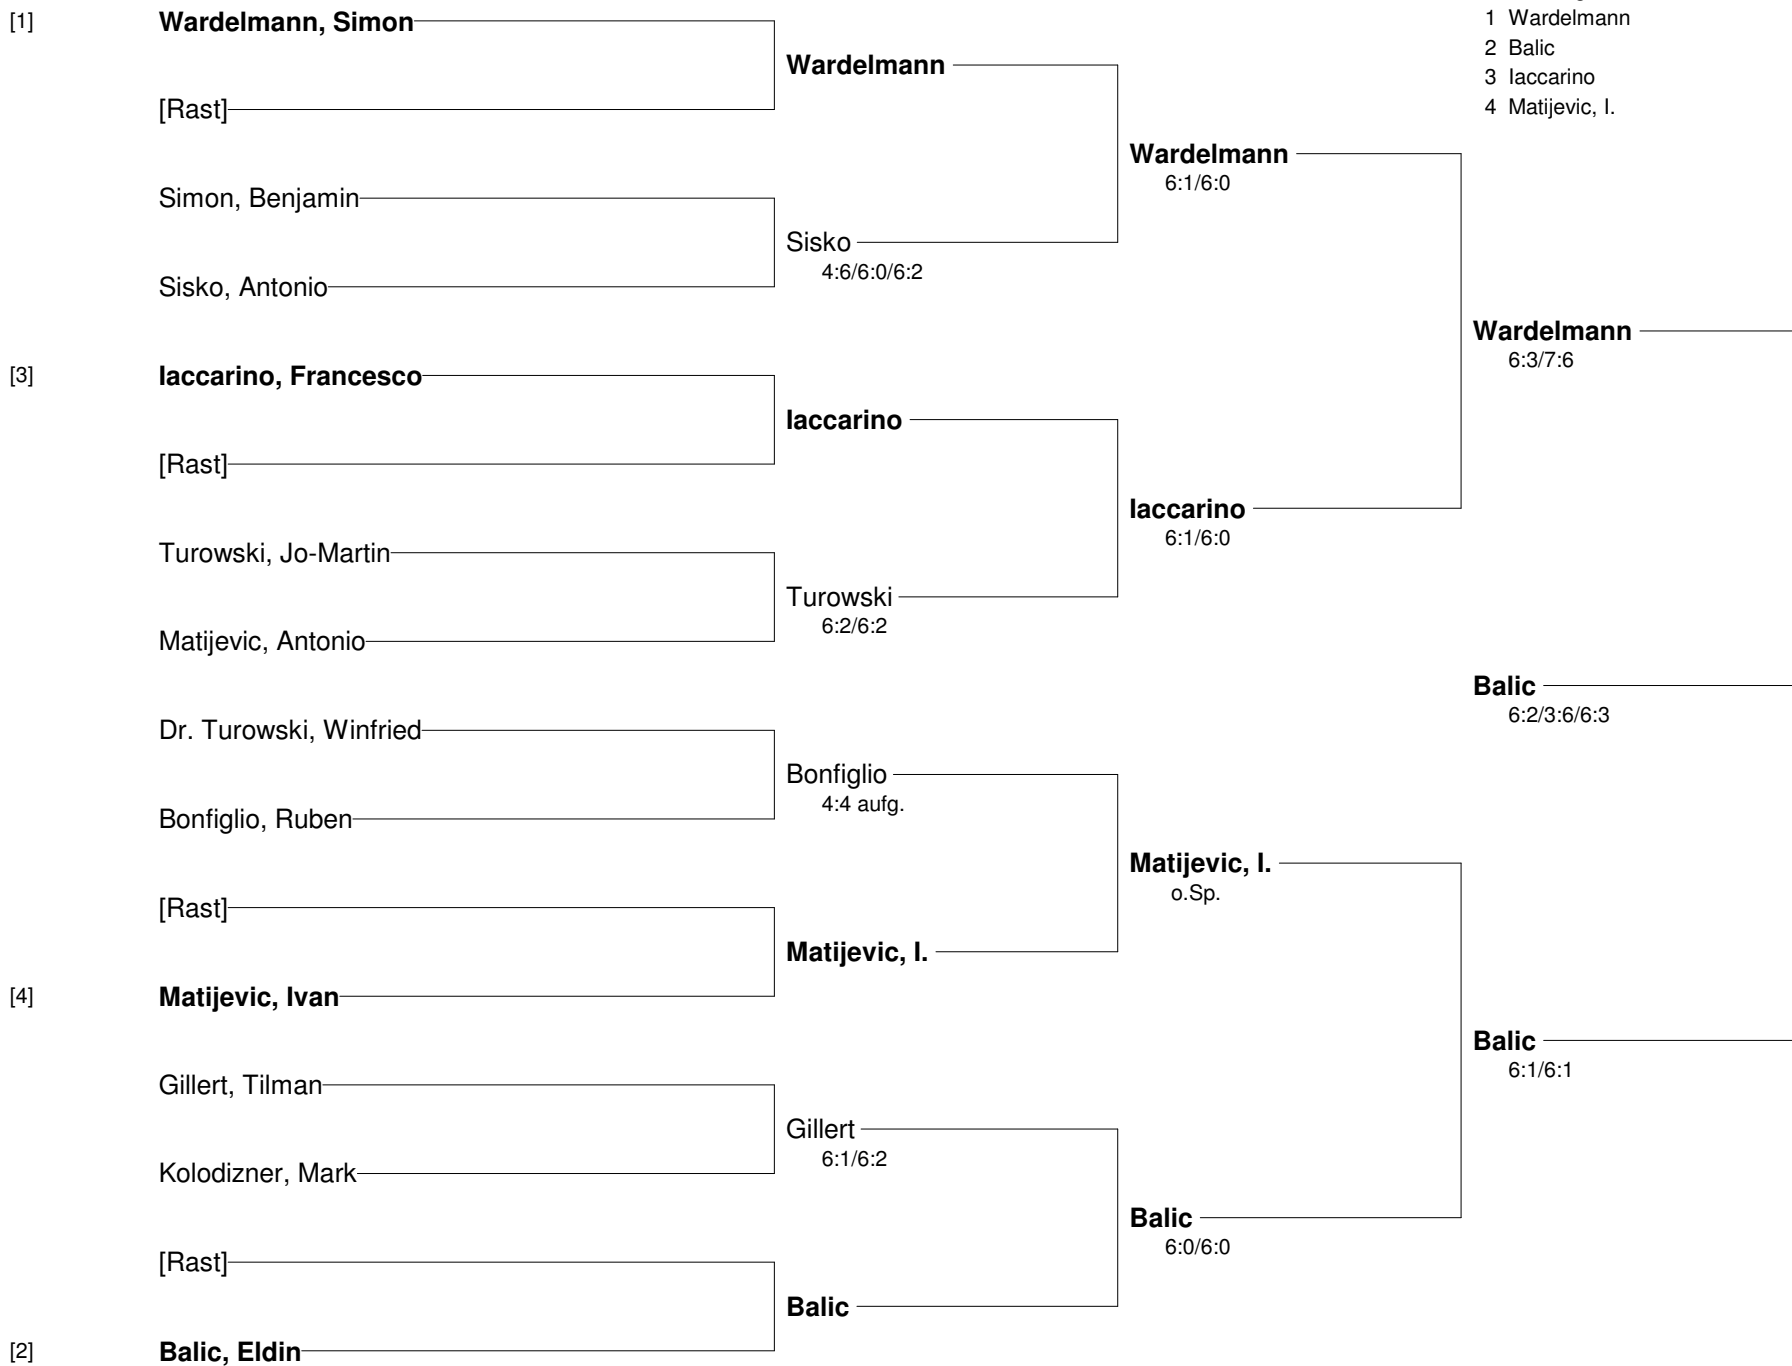 [1]
Wardelmann, Simon
[Rast]
Simon, Benjamin
Sisko, Antonio
[3]
Iaccarino, Francesco
[Rast]
Turowski, Jo-Martin
Matijevic, Antonio
Dr. Turowski, Winfried
Bonfiglio, Ruben
[Rast]
[4]
Matijevic, Ivan
Gillert, Tilman
Kolodizner, Mark
[Rast]
[2]
Balic, Eldin
Wardelmann
Sisko
4:6/6:0/6:2
Iaccarino
Turowski
6:2/6:2
Bonfiglio
4:4 aufg.
Matijevic, I.
Gillert
6:1/6:2
Balic
Wardelmann
6:1/6:0
Iaccarino
6:1/6:0
Matijevic, I.
o.Sp.
Balic
6:0/6:0
1 Wardelmann
2 Balic
3 Iaccarino
4 Matijevic, I.
Wardelmann
6:3/7:6
Balic
6:2/3:6/6:3
Balic
6:1/6:1